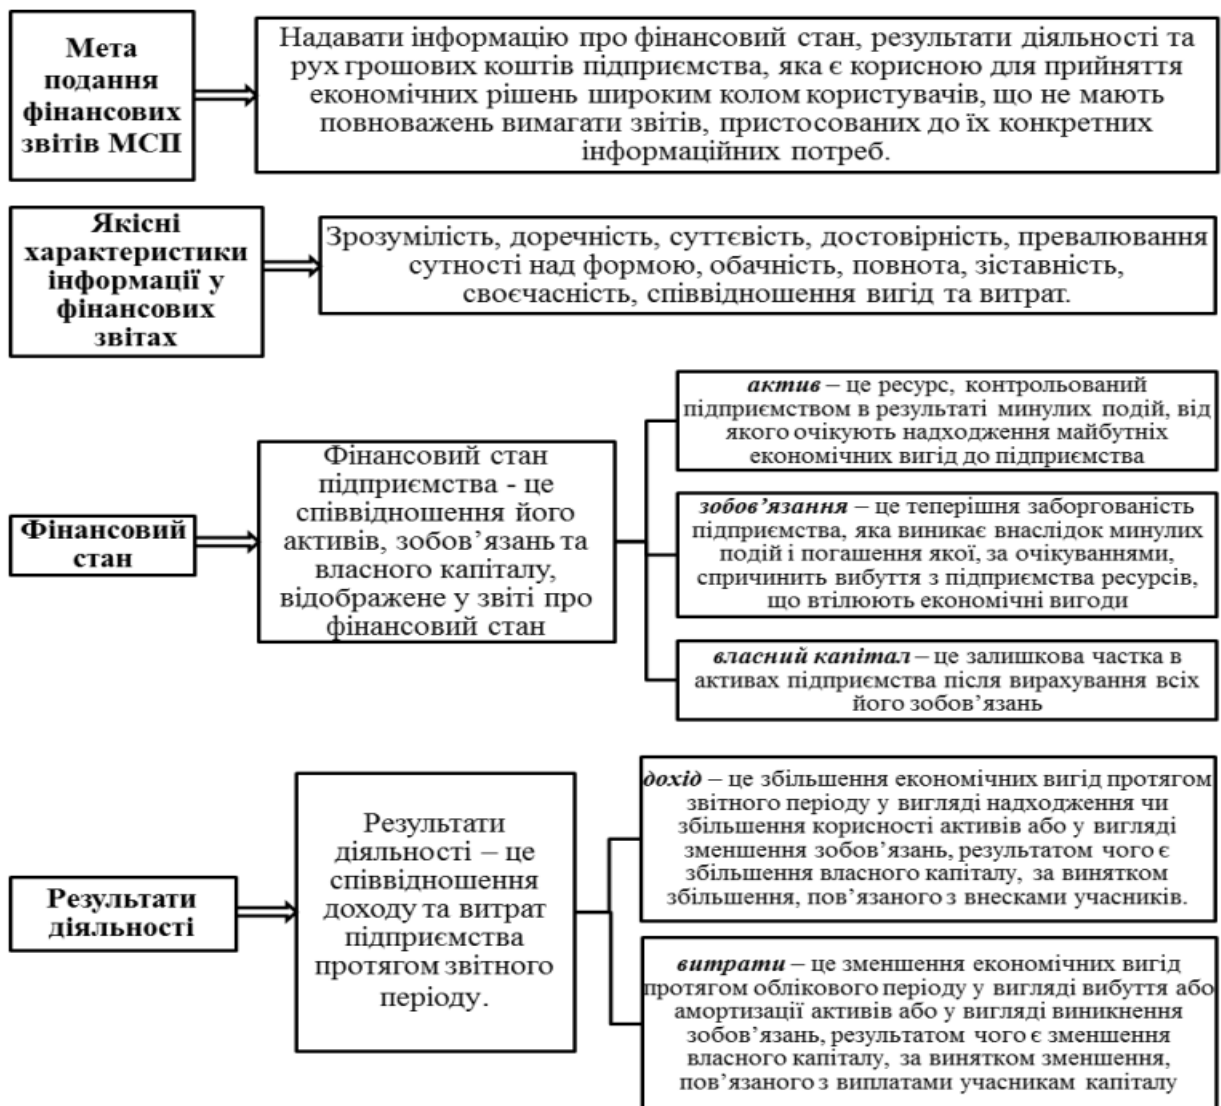 Мета
подання
фінансових
звітів МСП
Надавати інформацію про фінансовий стан, результати діяльності та
рух грошових коштів підприємства, яка є корисною для прийняття
економічних рішень широким колом користувачів, що не мають
повноважень вимагати звітів, пристосованих до їх конкретних
інформаційних потреб.
Якісні
характеристики
інформації у
фінансових
звітах
Зрозумілість, доречність, суттєвість, достовірність, превалювання
сутності над формою, обачність, повнота, зіставність,
своєчасність, співвідношення вигід та витрат.
Фінансовий
стан
Фінансовий стан
підприємства - це
співвідношення його
активів, зобов’язань та
власного капіталу,
відображене у звіті про
фінансовий стан
актив – це ресурс, контрольований
підприємством в результаті минулих подій, від
якого очікують надходження майбутніх
економічних вигід до підприємства
зобов’язання – це теперішня заборгованість
підприємства, яка виникає внаслідок минулих
подій і погашення якої, за очікуваннями,
спричинить вибуття з підприємства ресурсів,
що втілюють економічні вигоди
власний капітал – це залишкова частка в
активах підприємства після вирахування всіх
його зобов’язань
Результати
діяльності
Результати
діяльності – це
співвідношення
доходу та витрат
підприємства
протягом звітного
періоду.
дохід – це збільшення економічних вигід протягом
звітного періоду у вигляді надходження чи
збільшення корисності активів або у вигляді
зменшення зобов’язань, результатом чого є
збільшення власного капіталу, за винятком
збільшення, пов’язаного з внесками учасників.
витрати – це зменшення економічних вигід
протягом облікового періоду у вигляді вибуття або
амортизації активів або у вигляді виникнення
зобов’язань, результатом чого є зменшення
власного капіталу, за винятком зменшення,
пов’язаного з виплатами учасникам капіталу